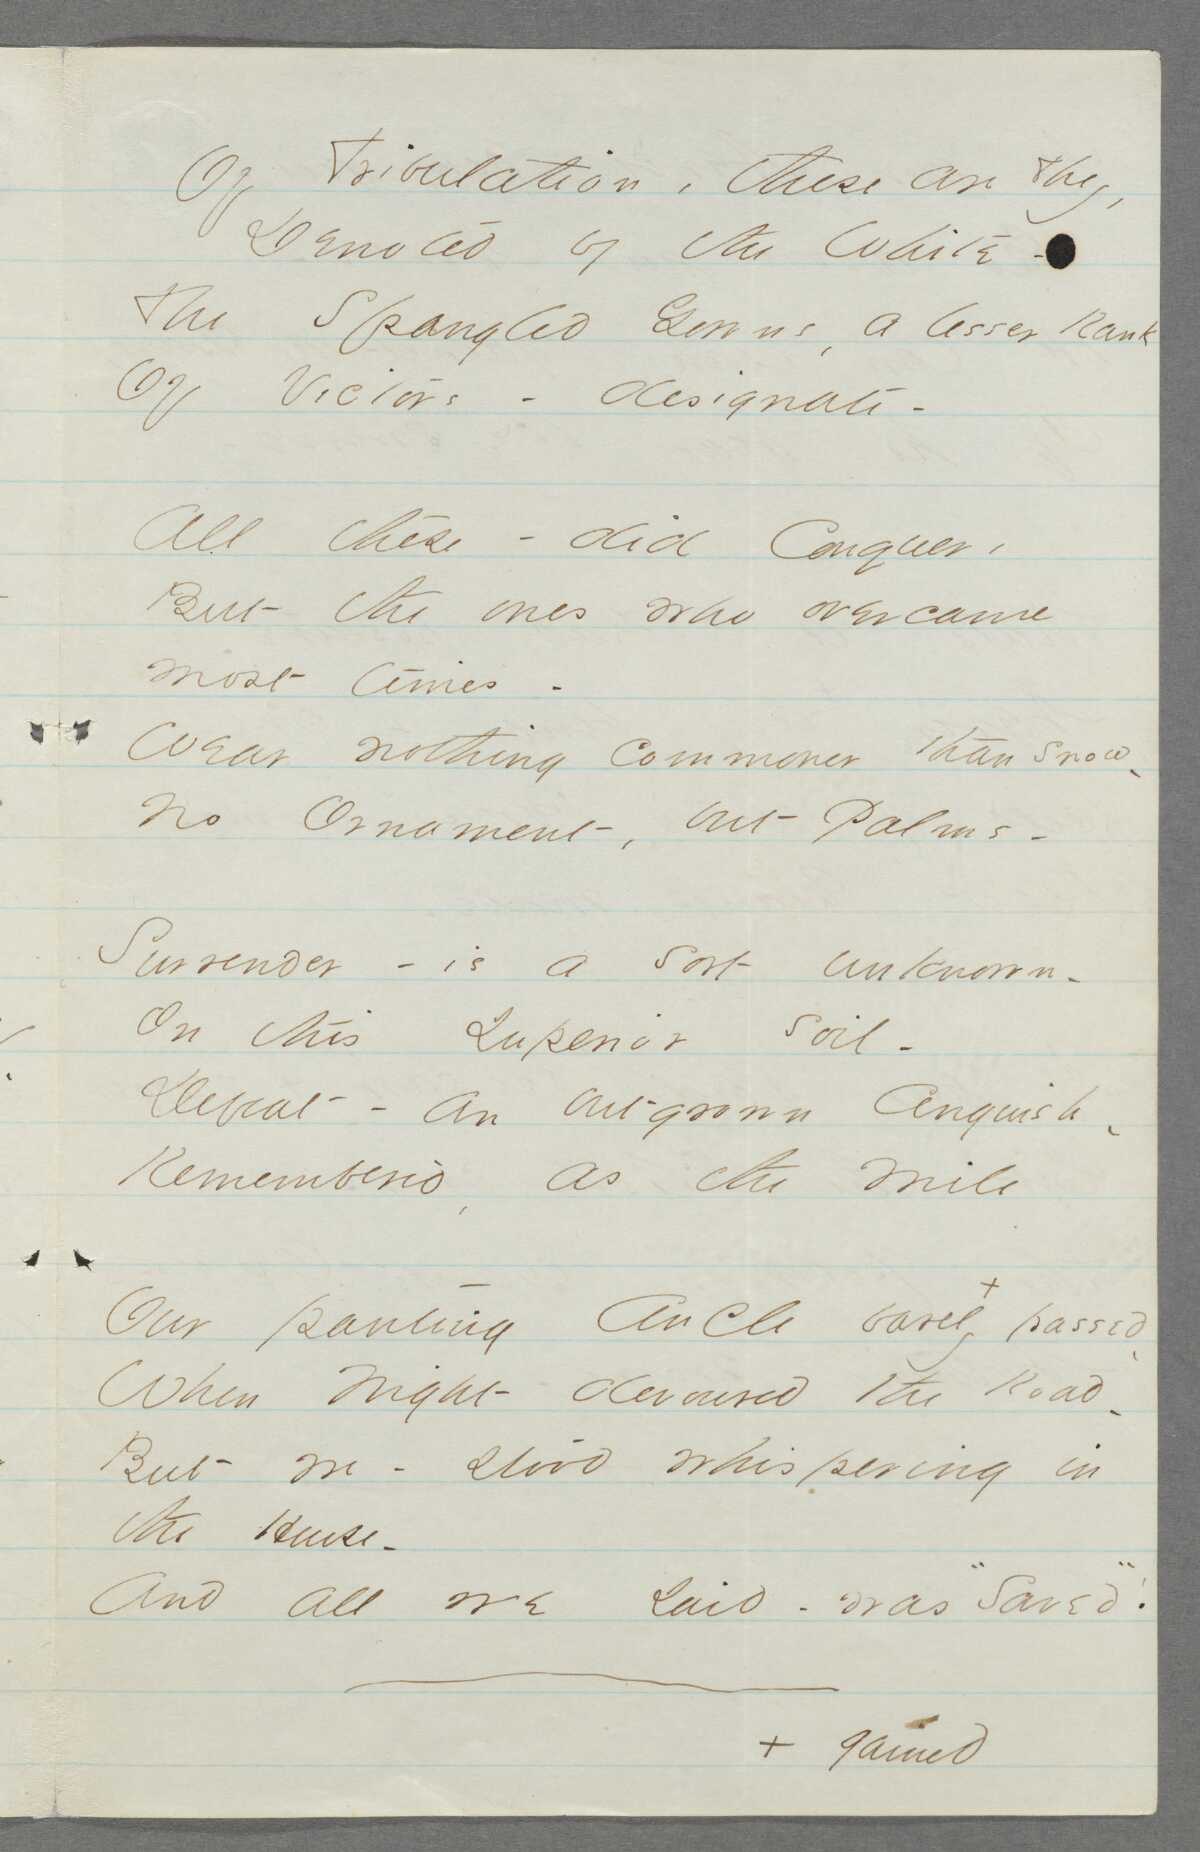 Of Tribulation, these are they,
Denoted by the White -
The Spangled Gowns, a lesser Rank
Of Victors - designate -
All these - did Conquer,
But the ones who overcame
most times -
Wear nothing commoner than snow,
No Ornament, but Palms -
Surrender - is a sort unknown -
On this superior soil -
Defeat - an outgrown Anguish,
Remembered, as the Mile
Our panting Ancle barely + passed,
When Night devoured the Road -
But we - stood whispering in
the House -
And all we said - was "Saved"!
+ gained